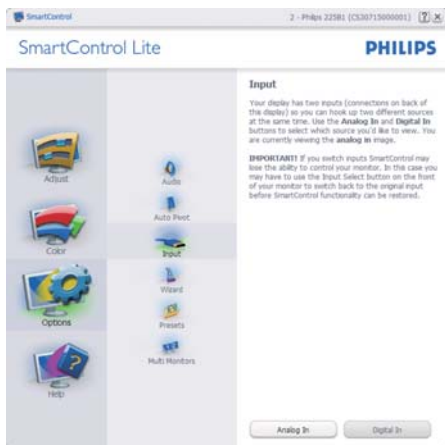 SmartControl
2 - Philips 225B1 (CS30715000001)
SmartControl Lite
PHILIPS
Adjust
Color
Options
Help
Audio
Auto Pivot
Input
Wizard
Presets
Multi Monitors
Input
Your display has two inputs (connections on back of
the display) so you can hook up two different sources
at the same time. Use the Analog In and Digital In
buttons to select which source you'd like to view. You
are currently viewing the analog in image.
IMPORTANT! If you switch inputs SmartControl may
lose the ability to control your monitor. In this case you
may have to use the Input Select button on the front
of your monitor to switch back to the original input
before SmartControl functionality can be restored.
Analog In
Digital In